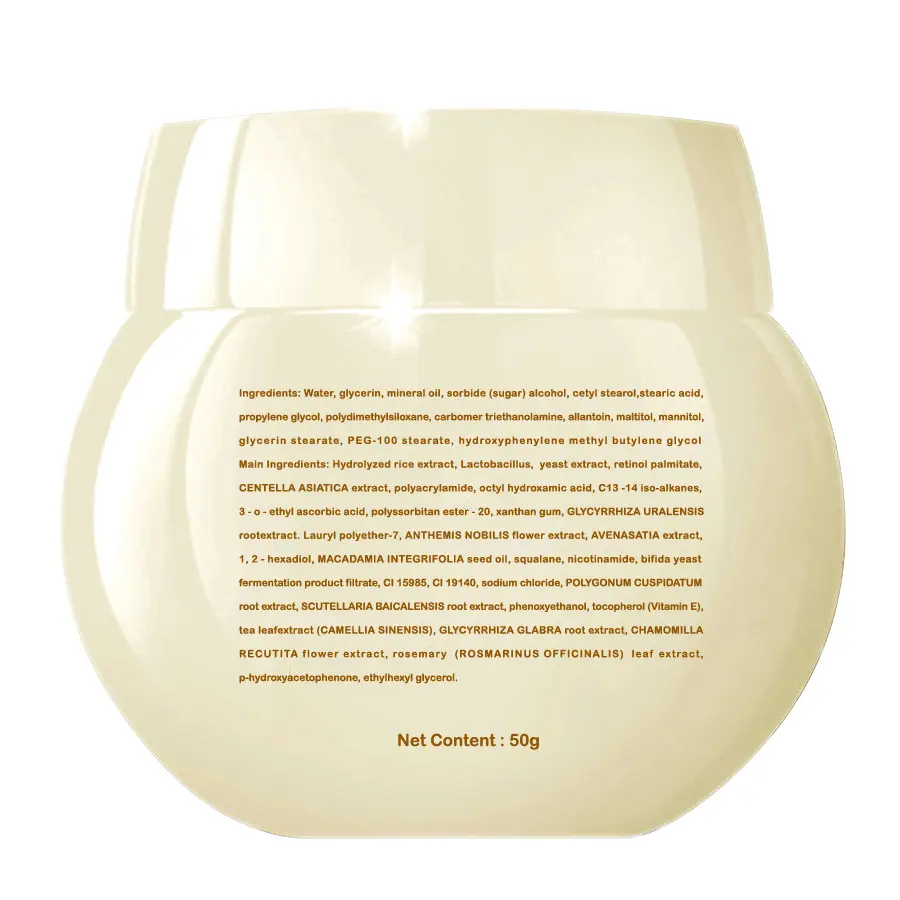 Ingredients: Water, glycerin, mineral oil, sorbide (sugar) alcohol, cetyl stearol,stearic acid,
propylene glycol, polydimethylsiloxane, carbomer triethanolamine, allantoin, maltitol, mannitol,
glycerin stearate, PEG-100 stearate, hydroxyphenylene methyl butylene glycol
Main Ingredients: Hydrolyzed rice extract, Lactobacillus, yeast extract, retinol palmitate,
CENTELLA ASIATICA extract, polyacrylamide, octyl hydroxamic acid, C13 -14 iso-alkanes,
3 - o - ethyl ascorbic acid, polyssorbitan ester - 20, xanthan gum, GLYCYRRHIZA URALENSIS
rootextract. Lauryl polyether-7, ANTHEMIS NOBILIS flower extract, AVENASATIA extract,
1, 2 - hexadiol, MACADAMIA INTEGRIFOLIA seed oil, squalane, nicotinamide, bifida yeast
fermentation product filtrate, CI 15985, CI 19140, sodium chloride, POLYGONUM CUSPIDATUM
root extract, SCUTELLARIA BAICALENSIS root extract, phenoxyethanol, tocopherol (Vitamin E),
tea leafextract (CAMELLIA SINENSIS), GLYCYRRHIZA GLABRA root extract, CHAMOMILLA
RECUTITA flower extract, rosemary (ROSMARINUS OFFICINALIS) leaf extract,
p-hydroxyacetophenone, ethylhexyl glycerol.
Net Content : 50g